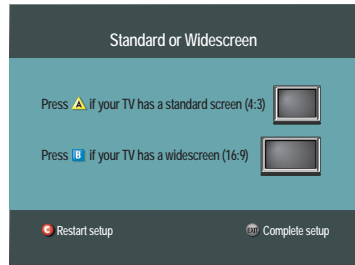 Standard or Widescreen
Press A if your TV has a standard screen (4:3)
Press B if your TV has a widescreen (16:9)
C Restart setup
EXIT Complete setup